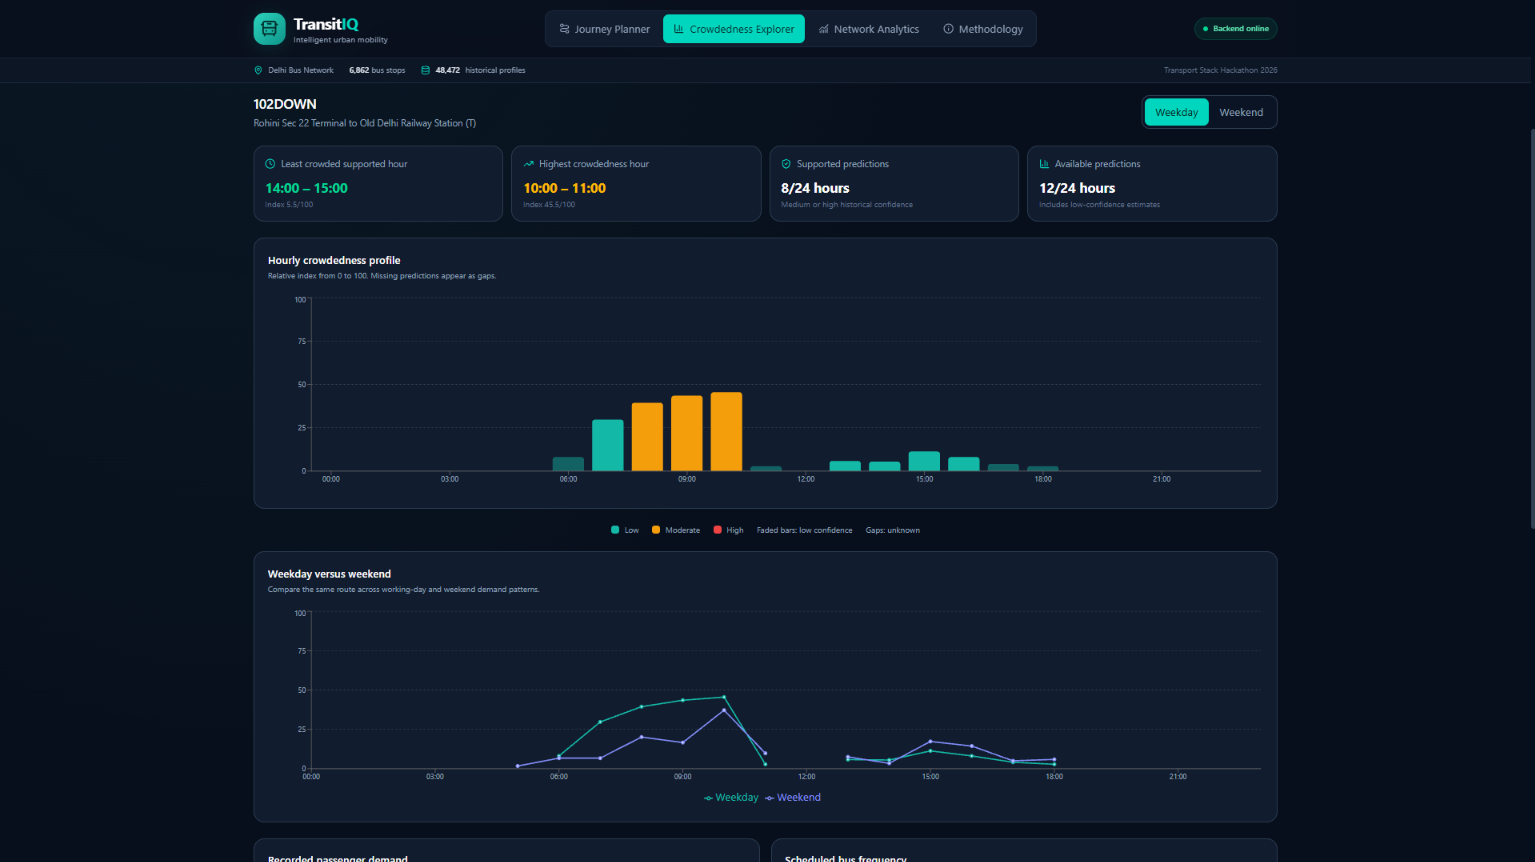 TransitIQ
Intelligent urban mobility
Journey Planner
Crowdedness Explorer
Network Analytics
Methodology
Backend online
Delhi Bus Network
6,862 bus stops
48,472 historical profiles
Transport Stack Hackathon 2026
102DOWN
Rohini Sec 22 Terminal to Old Delhi Railway Station (T)
Weekday
Weekend
Least crowded supported hour
14:00 – 15:00
Index 5.5/100
Highest crowdedness hour
10:00 – 11:00
Index 45.5/100
Supported predictions
8/24 hours
Medium or high historical confidence
Available predictions
12/24 hours
Includes low-confidence estimates
Hourly crowdedness profile
Relative index from 0 to 100. Missing predictions appear as gaps.
100
75
50
25
0
00:00 03:00 06:00 09:00 12:00 15:00 18:00 21:00
Low Moderate High Faded bars: low confidence Gaps: unknown
Weekday versus weekend
Compare the same route across working-day and weekend demand patterns.
100
75
50
25
0
00:00 03:00 06:00 09:00 12:00 15:00 18:00 21:00
Weekday Weekend
Recorded passenger demand
Scheduled bus frequency